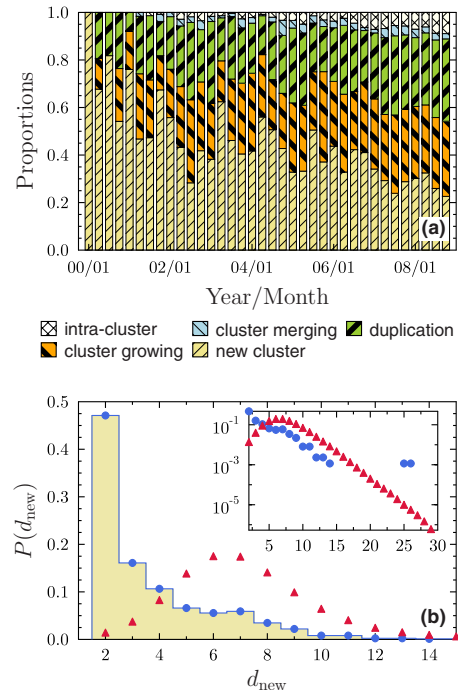 1.0
0.8
0.6
0.4
0.2
0.0
Proportions
(a)
00/01 02/01 04/01 06/01 08/01
Year/Month
intra-cluster cluster merging duplication
cluster growing new cluster
0.5
0.4
0.3
0.2
0.1
0.0
P(d_new)
10^-1
10^-3
10^-5
5 10 15 20 25 30
(b)
2 4 6 8 10 12 14
d_new